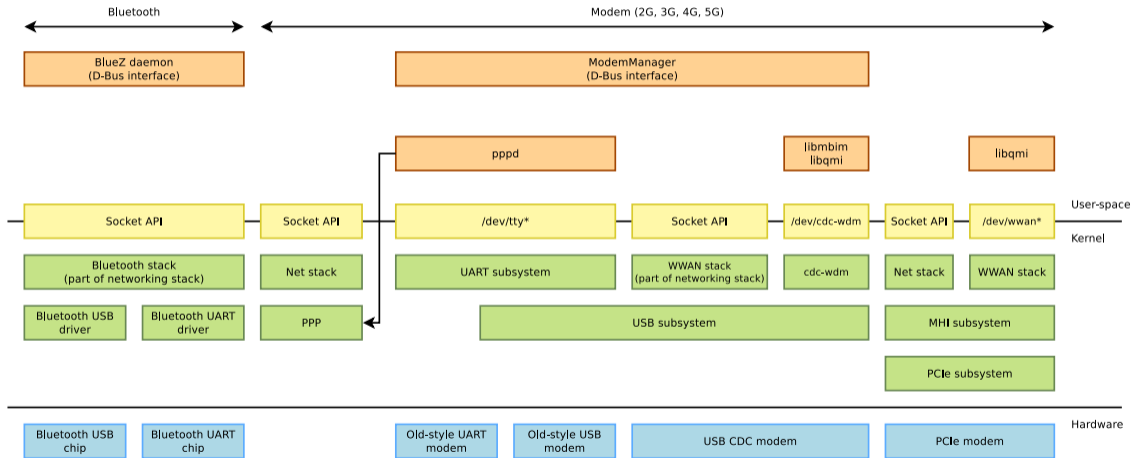 Bluetooth
Modem (2G, 3G, 4G, 5G)
BlueZ daemon
(D-Bus interface)
ModemManager
(D-Bus interface)
pppd
libmbim
libqmi
libqmi
Socket API
Socket API
/dev/tty*
Socket API
/dev/cdc-wdm
Socket API
/dev/wwan*
User-space
Kernel
Bluetooth stack
(part of networking stack)
Net stack
UART subsystem
WWAN stack
(part of networking stack)
cdc-wdm
Net stack
WWAN stack
Bluetooth USB
driver
Bluetooth UART
driver
PPP
USB subsystem
MHI subsystem
PCIe subsystem
Hardware
Bluetooth USB
chip
Bluetooth UART
chip
Old-style UART
modem
Old-style USB
modem
USB CDC modem
PCIe modem